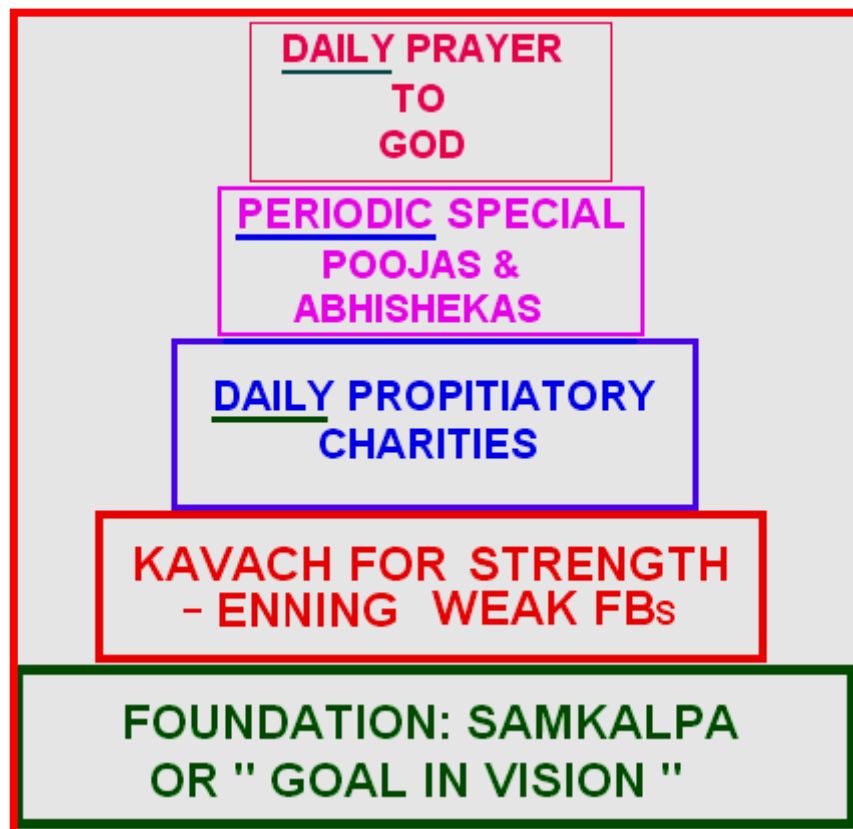 DAILY PRAYER
TO
GOD
PERIODIC SPECIAL
POOJAS &
ABHISHEKAS
DAILY PROPITIATORY
CHARITIES
KAVACH FOR STRENGTH
- ENNING WEAK FBs
FOUNDATION: SAMKALPA
OR " GOAL IN VISION "